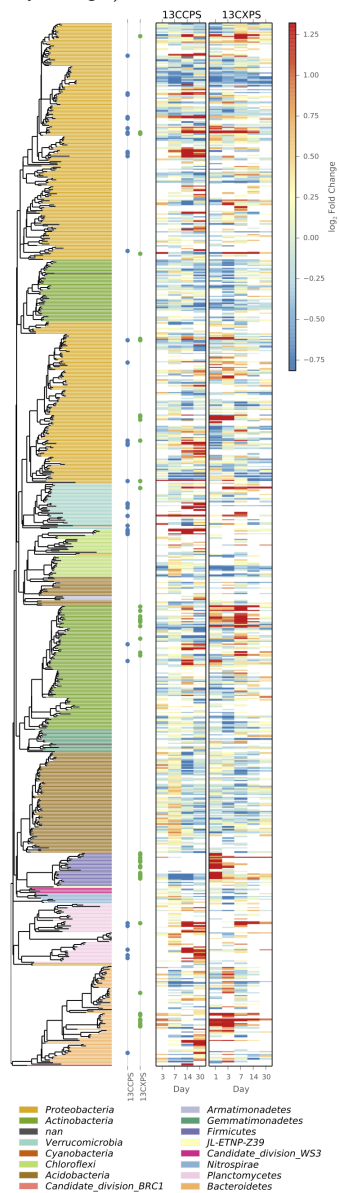 13CCPS 13CXPS
1.25
1.00
0.75
0.50
0.25
0.00
−0.25
−0.50
−0.75
log2 Fold Change
13CCPS
13CXPS
3 7 14 30 1 3 7 14 30
Day Day
Proteobacteria
Actinobacteria
nan
Verrucomicrobia
Cyanobacteria
Chloroflexi
Acidobacteria
Candidate_division_BRC1
Armatimonadetes
Gemmatimonadetes
Firmicutes
JL-ETNP-Z39
Candidate_division_WS3
Nitrospirae
Planctomycetes
Bacteroidetes